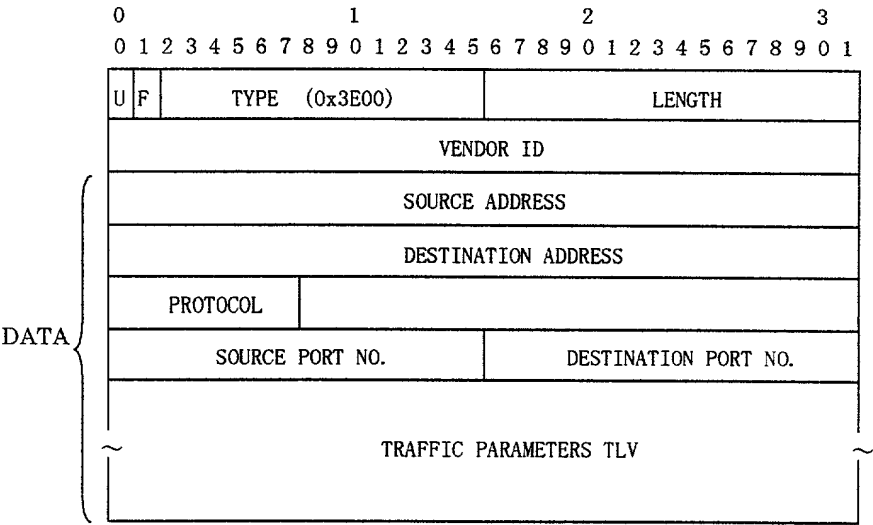 0 1 2 3
0 1 2 3 4 5 6 7 8 9 0 1 2 3 4 5 6 7 8 9 0 1 2 3 4 5 6 7 8 9 0 1
U F TYPE (0x3E00) LENGTH
VENDOR ID
SOURCE ADDRESS
DESTINATION ADDRESS
PROTOCOL
DATA
SOURCE PORT NO. DESTINATION PORT NO.
~ TRAFFIC PARAMETERS TLV ~